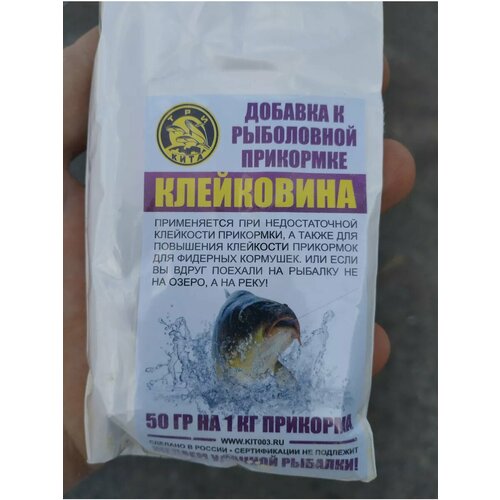 ТРИ
КИТА
ДОБАВКА К
РЫБОЛОВНОЙ
ПРИКОРМКЕ
КЛЕЙКОВИНА
ПРИМЕНЯЕТСЯ ПРИ НЕДОСТАТОЧНОЙ
КЛЕЙКОСТИ ПРИКОРМКИ, А ТАКЖЕ ДЛЯ
ПОВЫШЕНИЯ КЛЕЙКОСТИ ПРИКОРМОК
ДЛЯ ФИДЕРНЫХ КОРМУШЕК. ИЛИ ЕСЛИ
ВЫ ВДРУГ ПОЕХАЛИ НА РЫБАЛКУ НЕ
НА ОЗЕРО, А НА РЕКУ!
50 ГР НА 1 КГ ПРИКОРМА
WWW.KIT003.RU
СДЕЛАНО В РОССИИ • СЕРТИФИКАЦИИ НЕ ПОДЛЕЖИТ
РЫБАЛКИ!